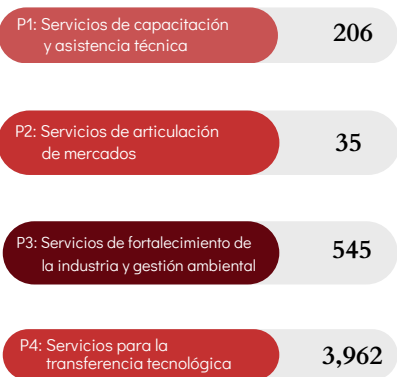 P1: Servicios de capacitación
y asistencia técnica
206
P2: Servicios de articulación
de mercados
35
P3: Servicios de fortalecimiento de
la industria y gestión ambiental
545
P4: Servicios para la
transferencia tecnológica
3,962